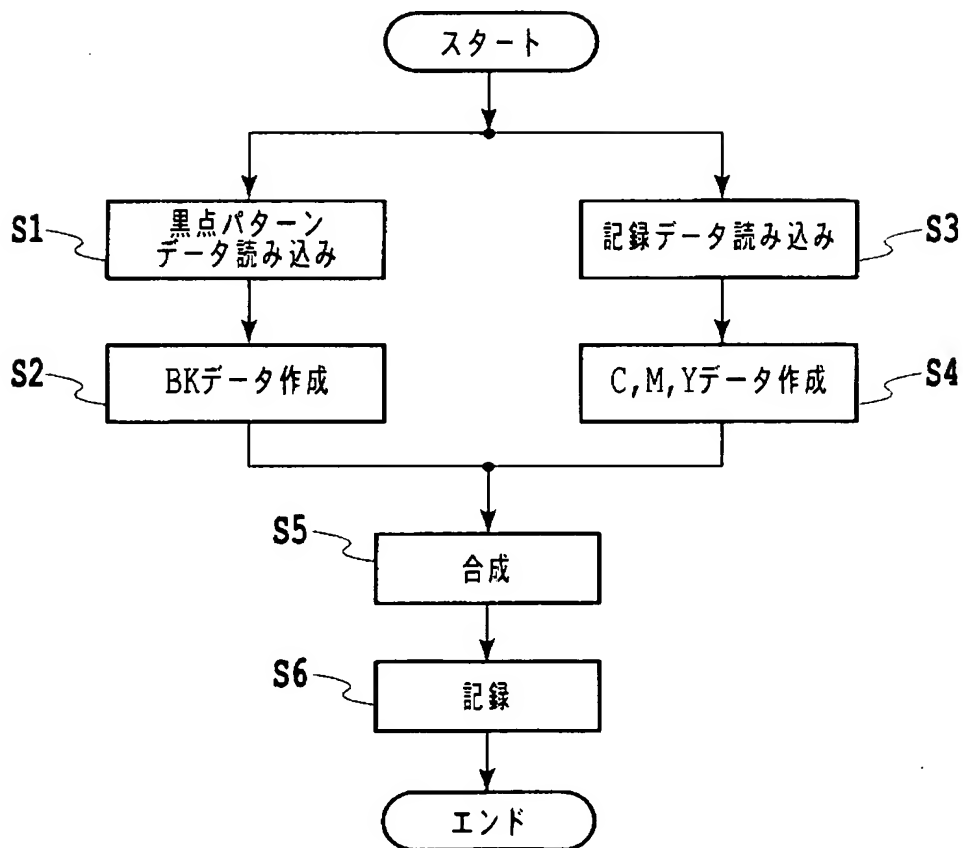 スタート
S1
黒点パターン
データ読み込み
記録データ読み込み
S3
S2
BKデータ作成
C,M,Yデータ作成
S4
S5
合成
S6
記録
エンド